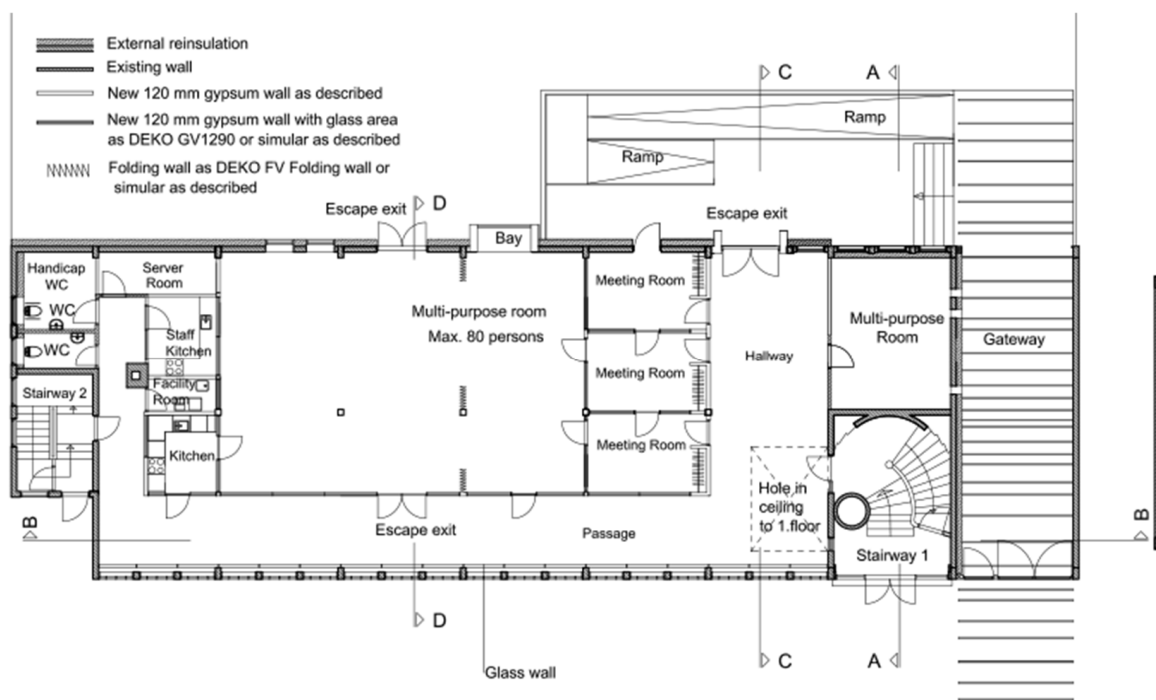 External reinsulation
Existing wall
New 120 mm gypsum wall as described
New 120 mm gypsum wall with glass area
as DEKO GV1290 or simular as described
Folding wall as DEKO FV Folding wall or
simular as described
C
A
Ramp
Ramp
Escape exit
D
Escape exit
Bay
Handicap
WC
Server
Room
Meeting Room
WC
Multi-purpose room
Max. 80 persons
Multi-purpose
Room
Gateway
Staff
Kitchen
WC
Hallway
Meeting Room
Facility
Room
Stairway 2
Meeting Room
Kitchen
Hole in
ceiling
to 1.floor
B
Escape exit
Passage
B
Stairway 1
D
C
A
Glass wall